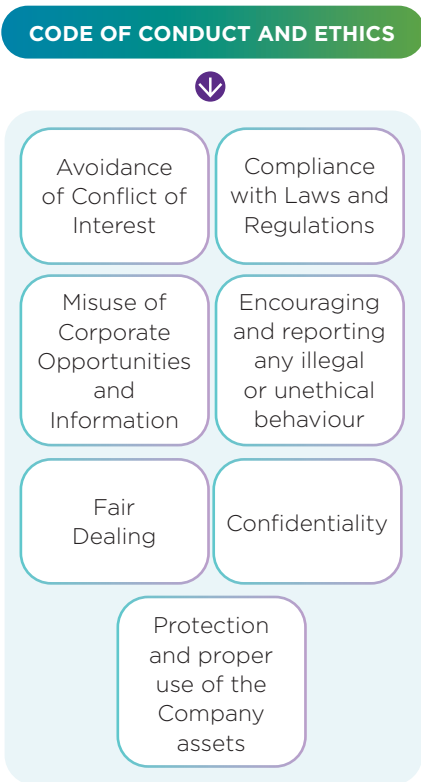 CODE OF CONDUCT AND ETHICS
Avoidance
of Conflict of
Interest
Compliance
with Laws and
Regulations
Misuse of
Corporate
Opportunities
and
Information
Encouraging
and reporting
any illegal
or unethical
behaviour
Fair
Dealing
Confidentiality
Protection
and proper
use of the
Company
assets